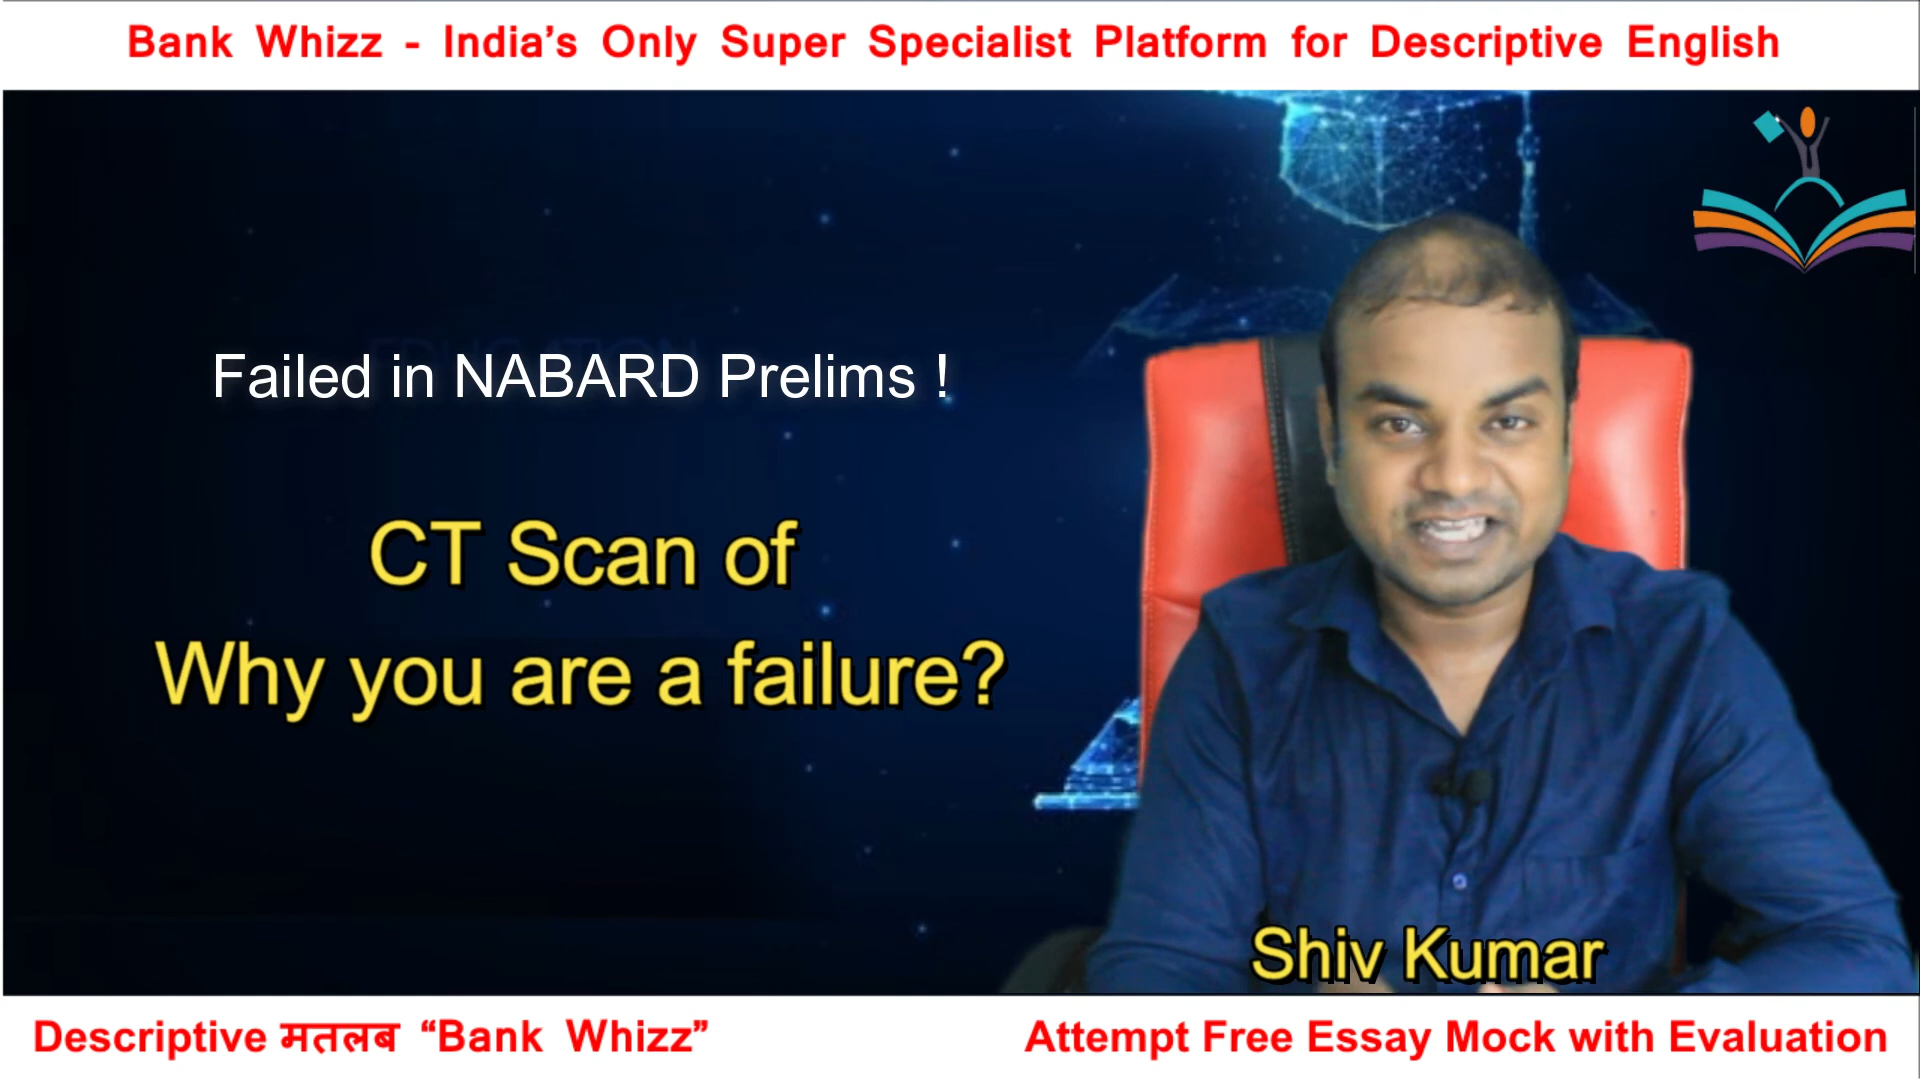 Bank Whizz - India’s Only Super Specialist Platform for Descriptive English
Failed in NABARD Prelims !
CT Scan of
Why you are a failure?
Shiv Kumar
Descriptive मतलब “Bank Whizz”
Attempt Free Essay Mock with Evaluation